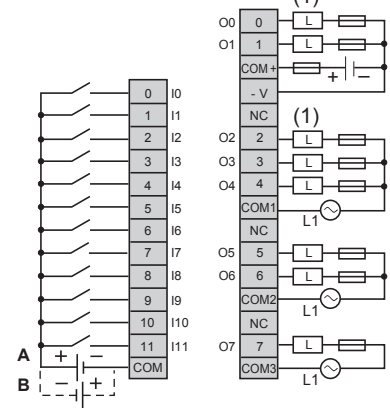 (1)
O0 0 L
O1 1 L
COM + + –
- V
NC
(1)
O2 2 L
O3 3 L
O4 4 L
COM1 L1
NC
O5 5 L
O6 6 L
COM2 L1
NC
O7 7 L
COM3 L1
0 I0
1 I1
2 I2
3 I3
4 I4
5 I5
6 I6
7 I7
8 I8
9 I9
10 I10
11 I11
A + – COM
B – +